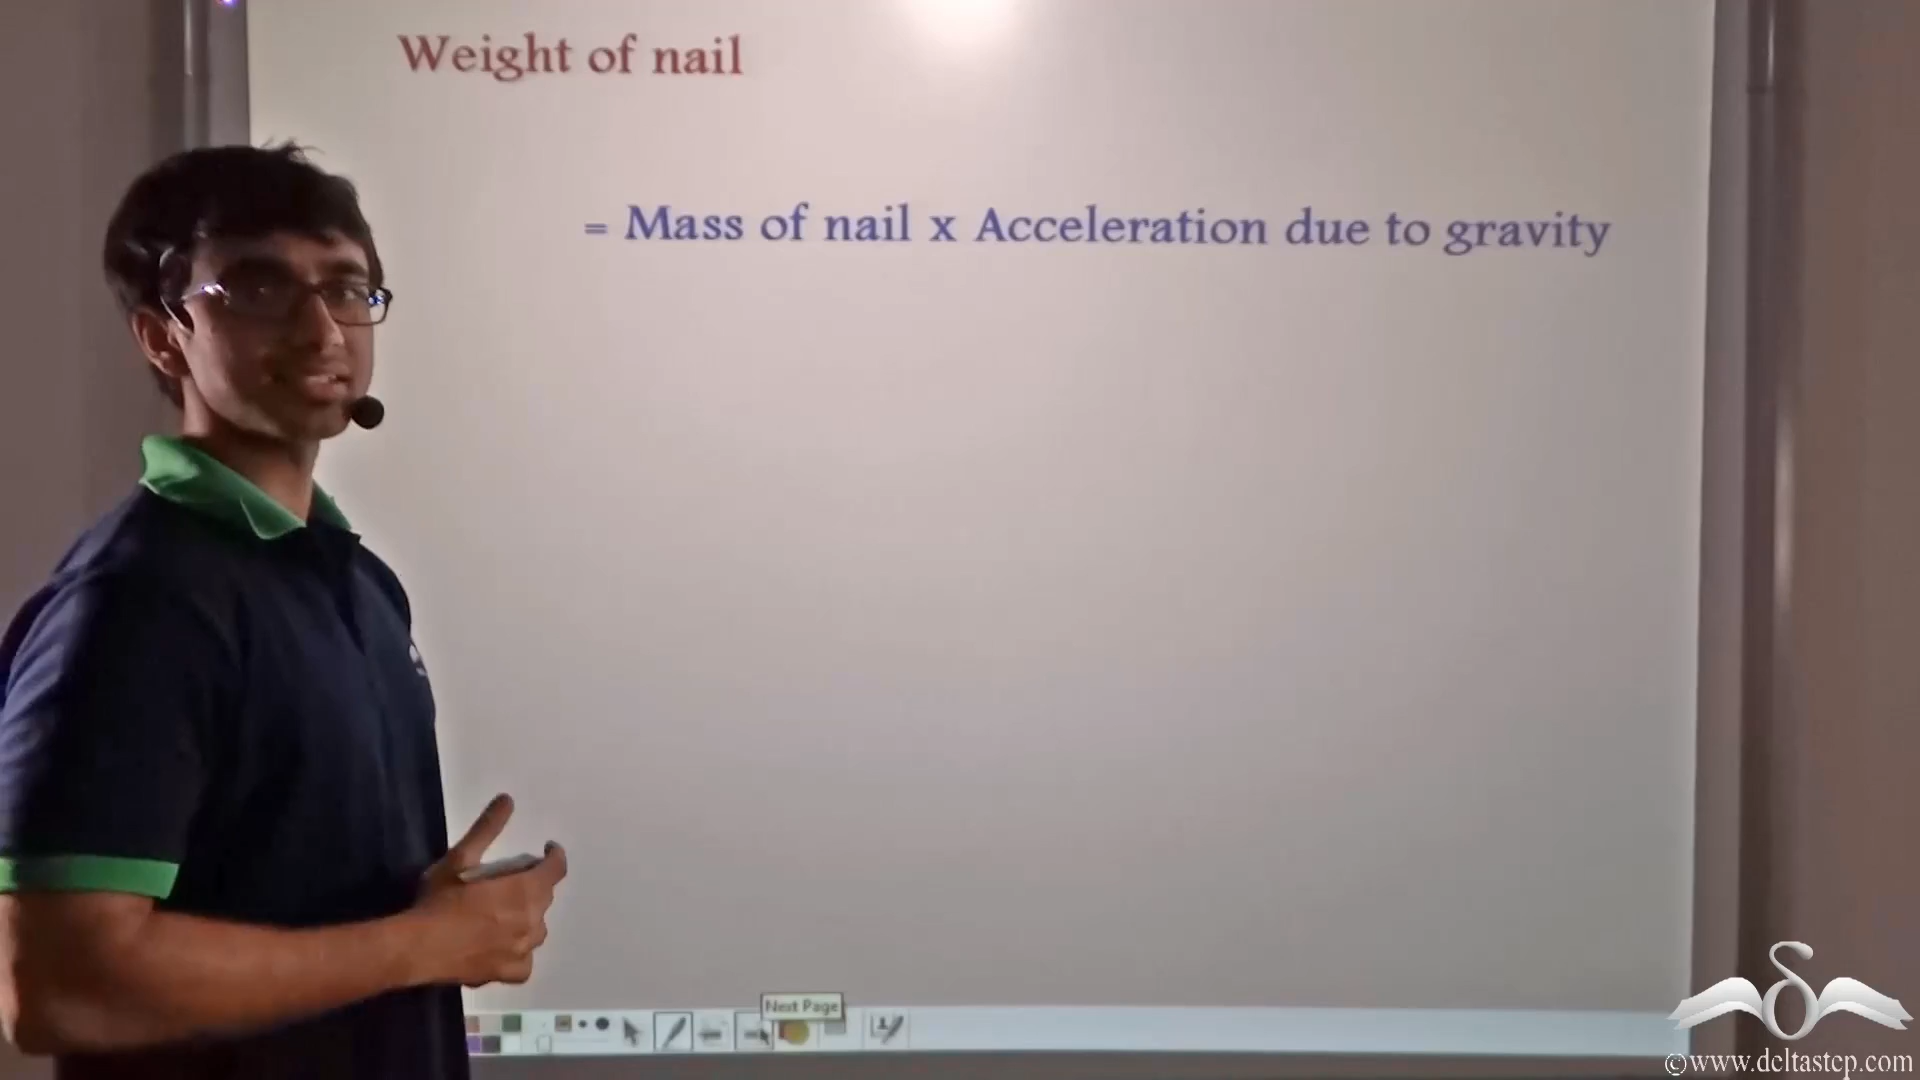 Weight of nail
= Mass of nail x Acceleration due to gravity
Next Page
©www.deltastep.com